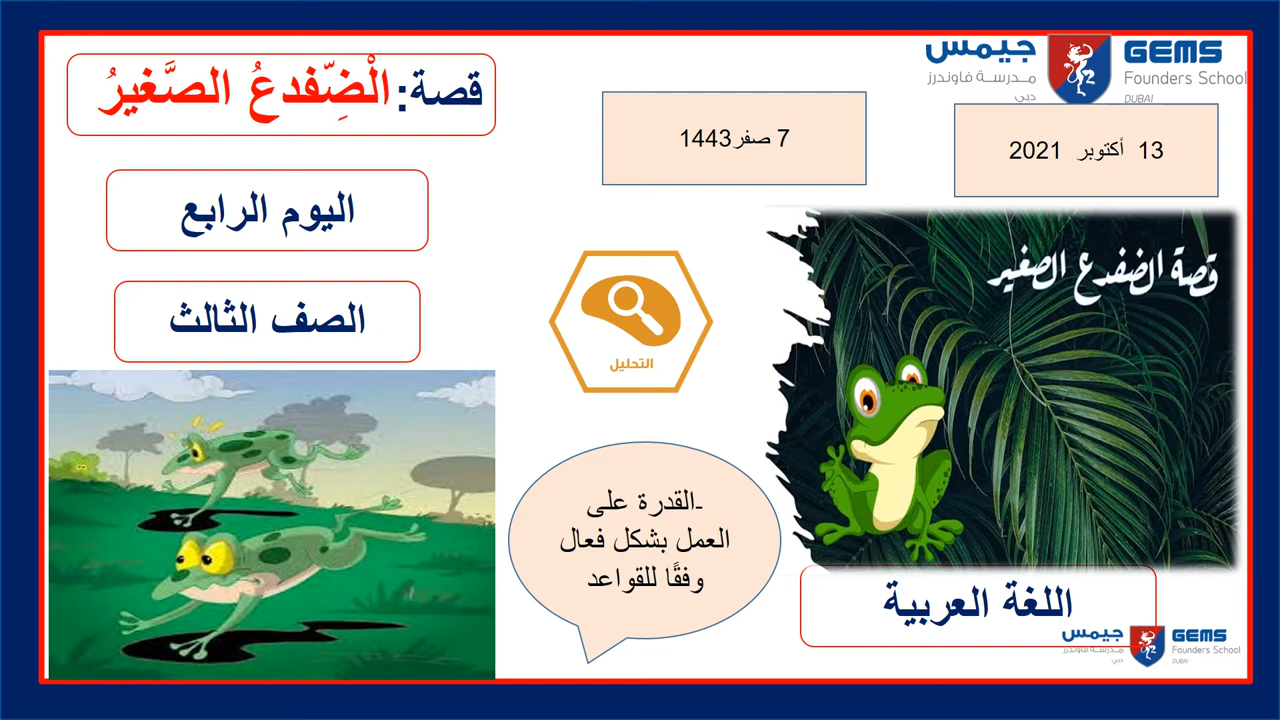 جيمس
GEMS
مدرسة فاوندرز
Founders School
دبي
DUBAI
قصة: الْضِّفدعُ الصَّغيرُ
7 صفر1443
13 أكتوبر 2021
اليوم الرابع
الصف الثالث
قصة الضفدع الصغير
التحليل
-القدرة على
العمل بشكل فعال
وفقًا للقواعد
اللغة العربية
جيمس
GEMS
مدرسة فاوندرز
Founders School
دبي
DUBAI